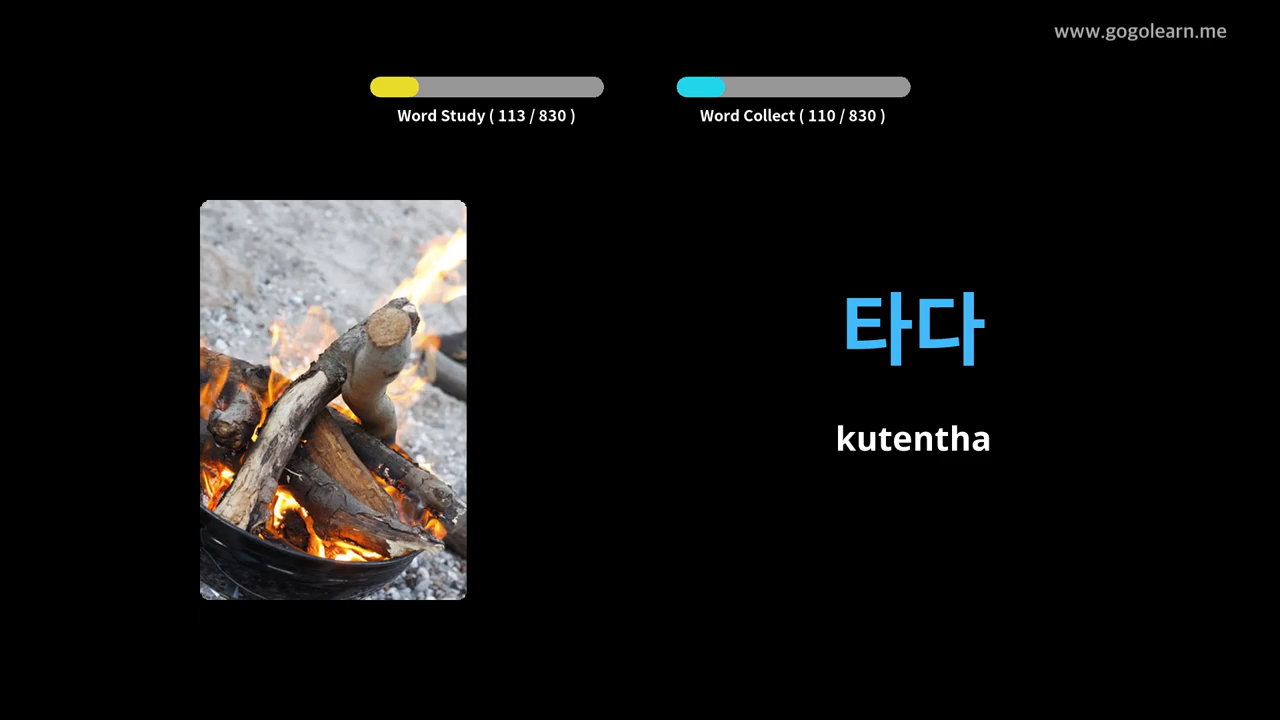 www.gogolearn.me
Word Study ( 113 / 830 )
Word Collect ( 110 / 830 )
타다
kutentha